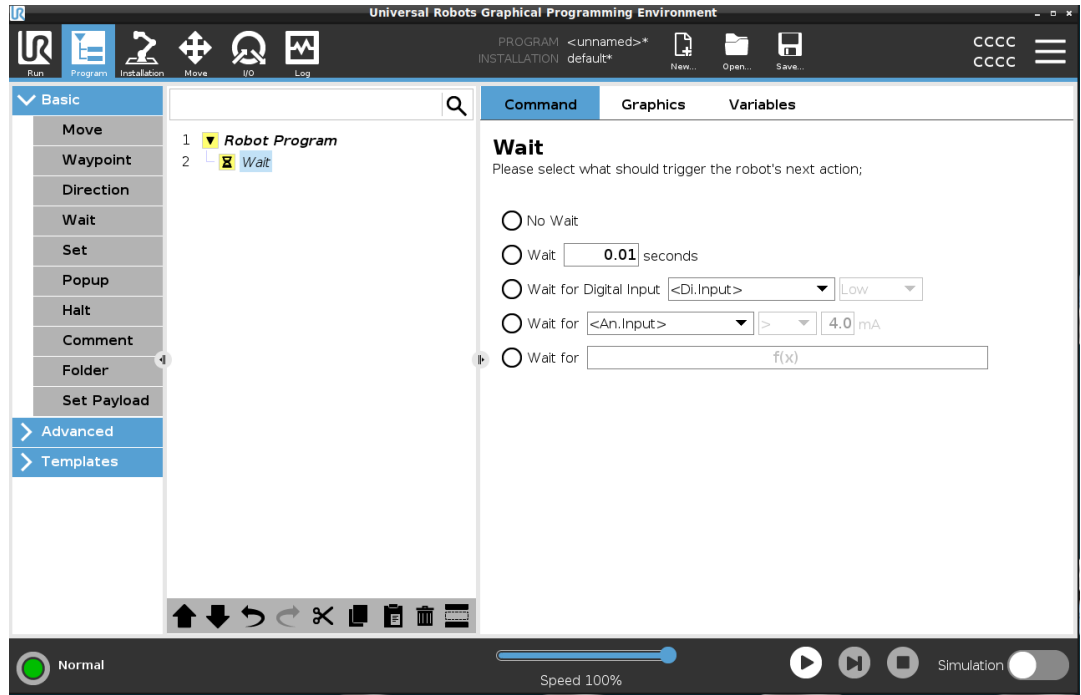 UR
Universal Robots Graphical Programming Environment
UR
Run
Program
Installation
Move
I/O
Log
PROGRAM <unnamed>*
INSTALLATION default*
New...
Open...
Save...
CCCC
CCCC
Basic
Move
Waypoint
Direction
Wait
Set
Popup
Halt
Comment
Folder
Set Payload
Advanced
Templates
1 Robot Program
2 Wait
Command Graphics Variables
Wait
Please select what should trigger the robot's next action;
No Wait
Wait 0.01 seconds
Wait for Digital Input <Di.Input> Low
Wait for <An.Input> > 4.0 mA
Wait for f(x)
Normal
Speed 100%
Simulation